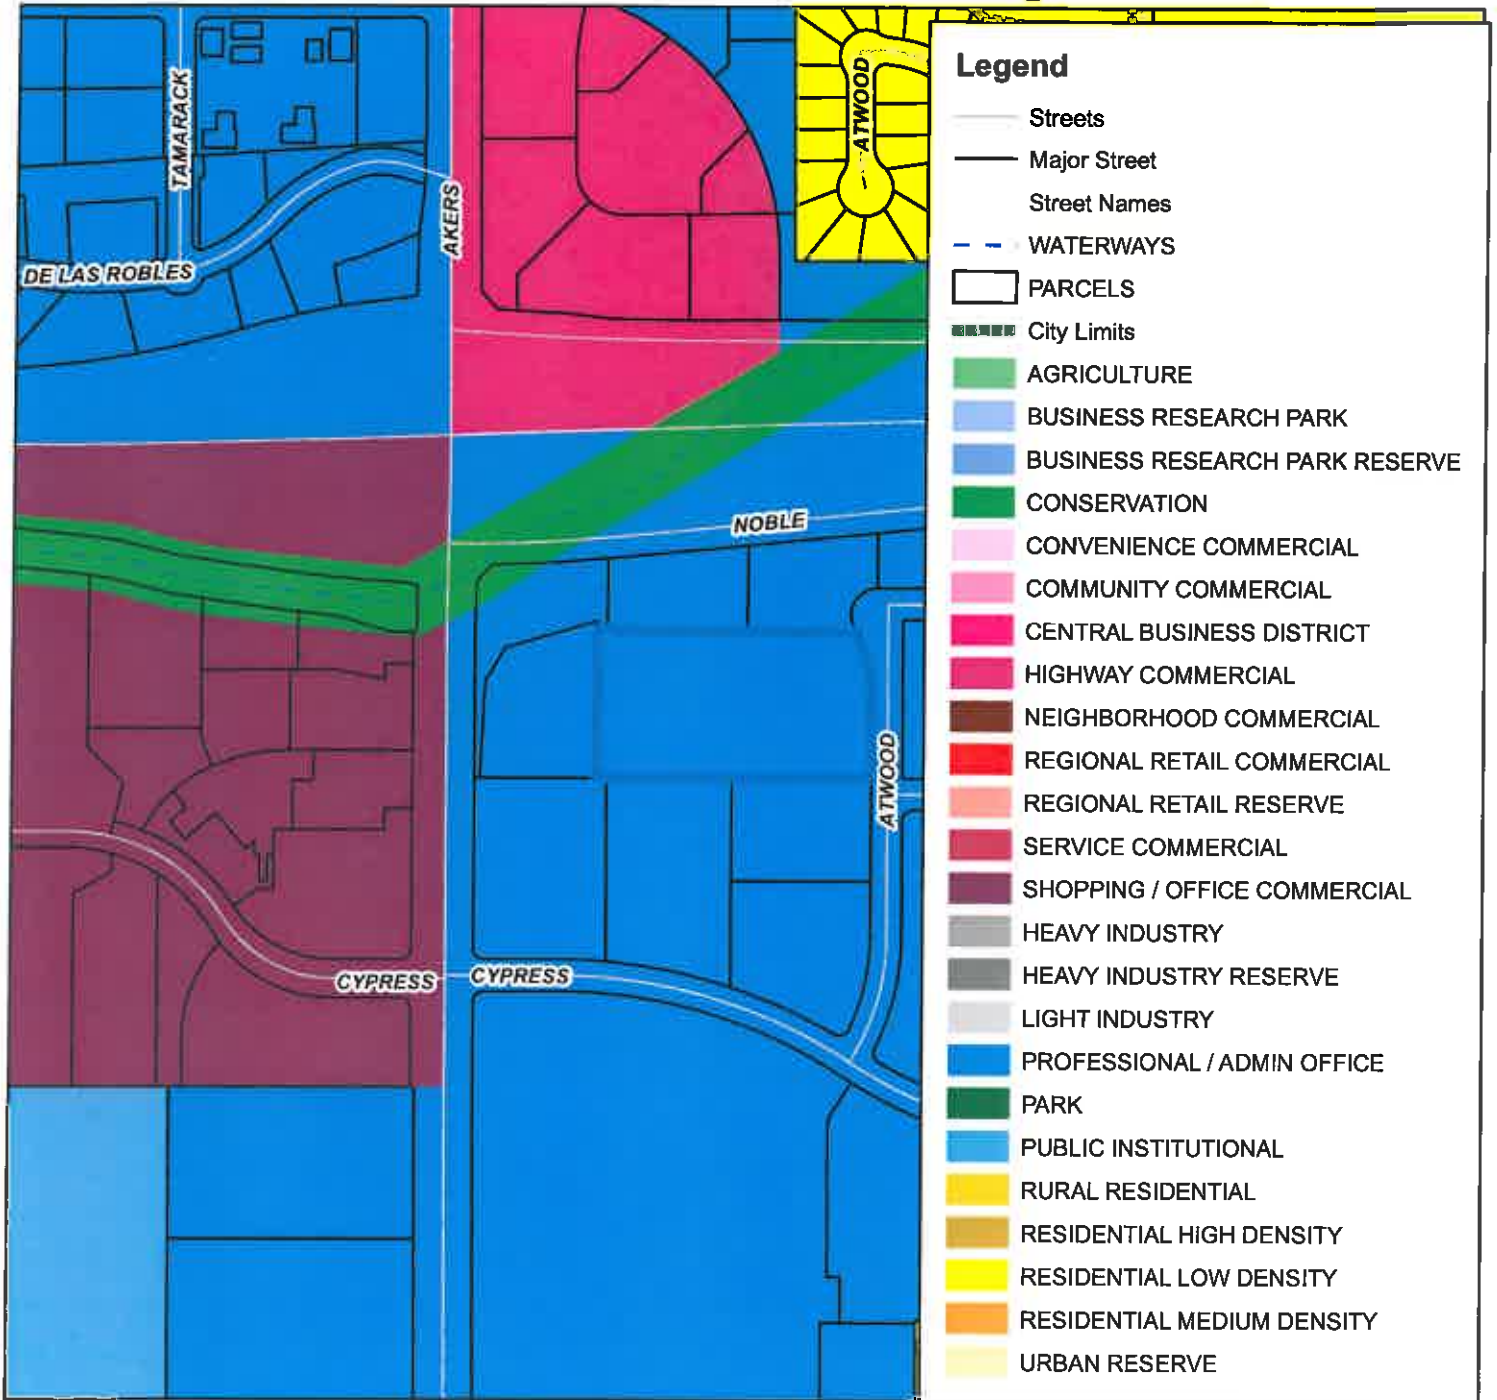 TAMARACK
AKERS
ATWOOD
DE LAS ROBLES
NOBLE
ATWOOD
CYPRESS
CYPRESS
Legend
Streets
Major Street
Street Names
WATERWAYS
PARCELS
City Limits
AGRICULTURE
BUSINESS RESEARCH PARK
BUSINESS RESEARCH PARK RESERVE
CONSERVATION
CONVENIENCE COMMERCIAL
COMMUNITY COMMERCIAL
CENTRAL BUSINESS DISTRICT
HIGHWAY COMMERCIAL
NEIGHBORHOOD COMMERCIAL
REGIONAL RETAIL COMMERCIAL
REGIONAL RETAIL RESERVE
SERVICE COMMERCIAL
SHOPPING / OFFICE COMMERCIAL
HEAVY INDUSTRY
HEAVY INDUSTRY RESERVE
LIGHT INDUSTRY
PROFESSIONAL / ADMIN OFFICE
PARK
PUBLIC INSTITUTIONAL
RURAL RESIDENTIAL
RESIDENTIAL HIGH DENSITY
RESIDENTIAL LOW DENSITY
RESIDENTIAL MEDIUM DENSITY
URBAN RESERVE